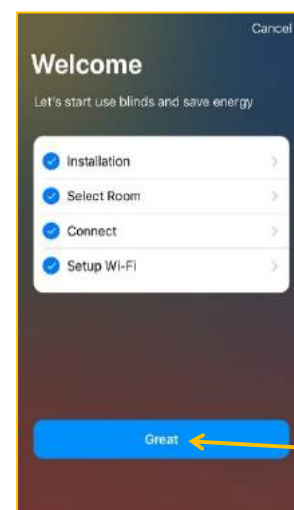 Cancel
Welcome
Let's start use blinds and save energy
Installation
Select Room
Connect
Setup Wi-Fi
Great